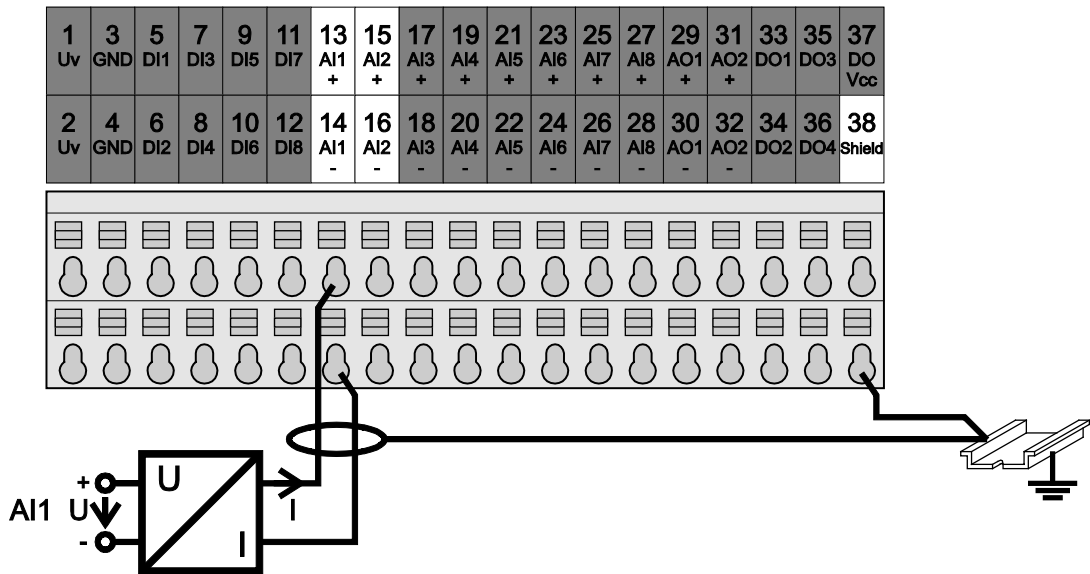 1 3 5 7 9 11 13 15 17 19 21 23 25 27 29 31 33 35 37
Uv GND DI1 DI3 DI5 DI7 AI1 AI2 AI3 AI4 AI5 AI6 AI7 AI8 AO1 AO2 DO1 DO3 DO
+ + + + + + + + + + Vcc
2 4 6 8 10 12 14 16 18 20 22 24 26 28 30 32 34 36 38
Uv GND DI2 DI4 DI6 DI8 AI1 AI2 AI3 AI4 AI5 AI6 AI7 AI8 AO1 AO2 DO2 DO4 Shield
- - - - - - - - - -
+ U
AI1 U I
- I